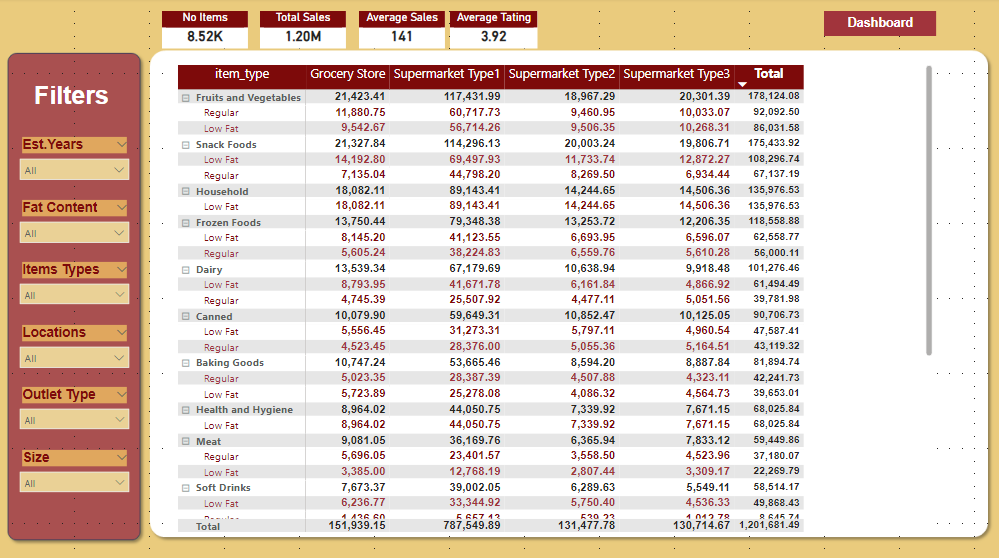 No Items Total Sales Average Sales Average Tating
8.52K 1.20M 141 3.92
Dashboard
Filters
Est.Years
All
Fat Content
All
Items Types
All
Locations
All
Outlet Type
All
Size
All
item_type Grocery Store Supermarket Type1 Supermarket Type2 Supermarket Type3 Total
Fruits and Vegetables 21,423.41 117,431.99 18,967.29 20,301.39 178,124.08
Regular 11,880.75 60,717.73 9,460.95 10,033.07 92,092.50
Low Fat 9,542.67 56,714.26 9,506.35 10,268.31 86,031.58
Snack Foods 21,327.84 114,296.13 20,003.24 19,806.71 175,433.92
Low Fat 14,192.80 69,497.93 11,733.74 12,872.27 108,296.74
Regular 7,135.04 44,798.20 8,269.50 6,934.44 67,137.19
Household 18,082.11 89,143.41 14,244.65 14,506.36 135,976.53
Low Fat 18,082.11 89,143.41 14,244.65 14,506.36 135,976.53
Frozen Foods 13,750.44 79,348.38 13,253.72 12,206.35 118,558.88
Low Fat 8,145.20 41,123.55 6,693.95 6,596.07 62,558.77
Regular 5,605.24 38,224.83 6,559.76 5,610.28 56,000.11
Dairy 13,539.34 67,179.69 10,638.94 9,918.48 101,276.46
Low Fat 8,793.95 41,671.78 6,161.84 4,866.92 61,494.49
Regular 4,745.39 25,507.92 4,477.11 5,051.56 39,781.98
Canned 10,079.90 59,649.31 10,852.47 10,125.05 90,706.73
Low Fat 5,556.45 31,273.31 5,797.11 4,960.54 47,587.41
Regular 4,523.45 28,376.00 5,055.36 5,164.51 43,119.32
Baking Goods 10,747.24 53,665.46 8,594.20 8,887.84 81,894.74
Regular 5,023.35 28,387.39 4,507.88 4,323.11 42,241.73
Low Fat 5,723.89 25,278.08 4,086.32 4,564.73 39,653.01
Health and Hygiene 8,964.02 44,050.75 7,339.92 7,671.15 68,025.84
Low Fat 8,964.02 44,050.75 7,339.92 7,671.15 68,025.84
Meat 9,081.05 36,169.76 6,365.94 7,833.12 59,449.86
Regular 5,696.05 23,401.57 3,558.50 4,523.96 37,180.07
Low Fat 3,385.00 12,768.19 2,807.44 3,309.17 22,269.79
Soft Drinks 7,673.37 39,002.05 6,289.63 5,549.11 58,514.17
Low Fat 6,236.77 33,344.92 5,750.40 4,536.33 49,868.43
Regular 1,436.60 5,657.13 539.23 1,012.78 8,645.74
Total 151,939.15 787,549.89 131,477.78 130,714.67 1,201,681.49